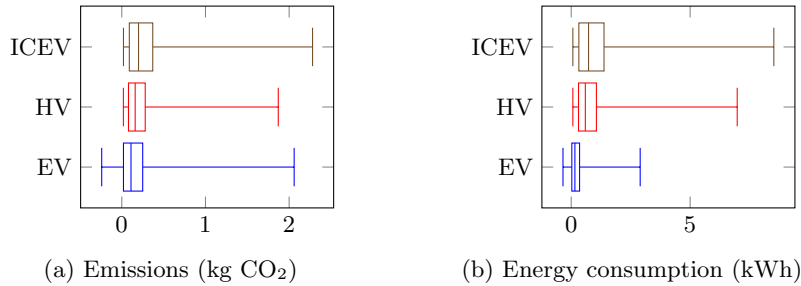 ICEV
HV
EV
0 1 2
(a) Emissions (kg CO₂)
ICEV
HV
EV
0 5
(b) Energy consumption (kWh)